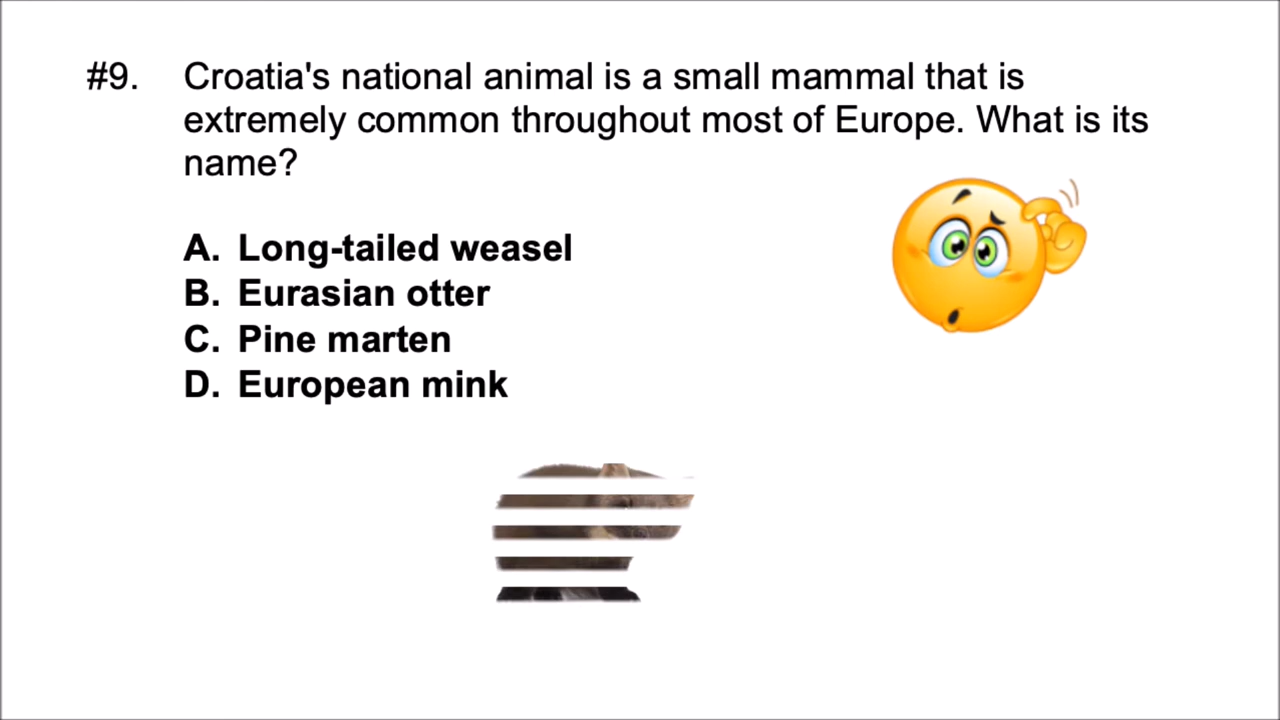 #9. Croatia's national animal is a small mammal that is
extremely common throughout most of Europe. What is its
name?
A. Long-tailed weasel
B. Eurasian otter
C. Pine marten
D. European mink